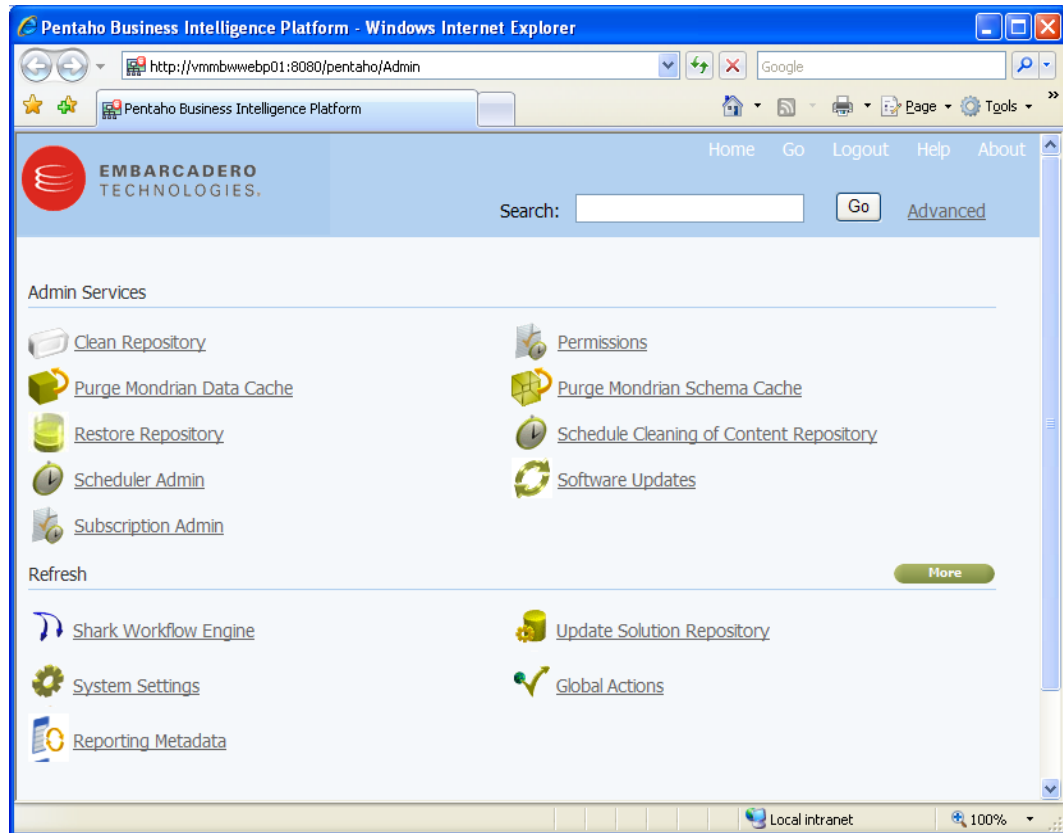 Pentaho Business Intelligence Platform - Windows Internet Explorer
http://vmmbwwebp01:8080/pentaho/Admin
Google
Pentaho Business Intelligence Platform
Page
Tools
»
Home Go Logout Help About
EMBARCADERO
TECHNOLOGIES.
Search:
Go
Advanced
Admin Services
Clean Repository
Permissions
Purge Mondrian Data Cache
Purge Mondrian Schema Cache
Restore Repository
Schedule Cleaning of Content Repository
Scheduler Admin
Software Updates
Subscription Admin
Refresh
More
Shark Workflow Engine
Update Solution Repository
System Settings
Global Actions
Reporting Metadata
Local intranet
100%